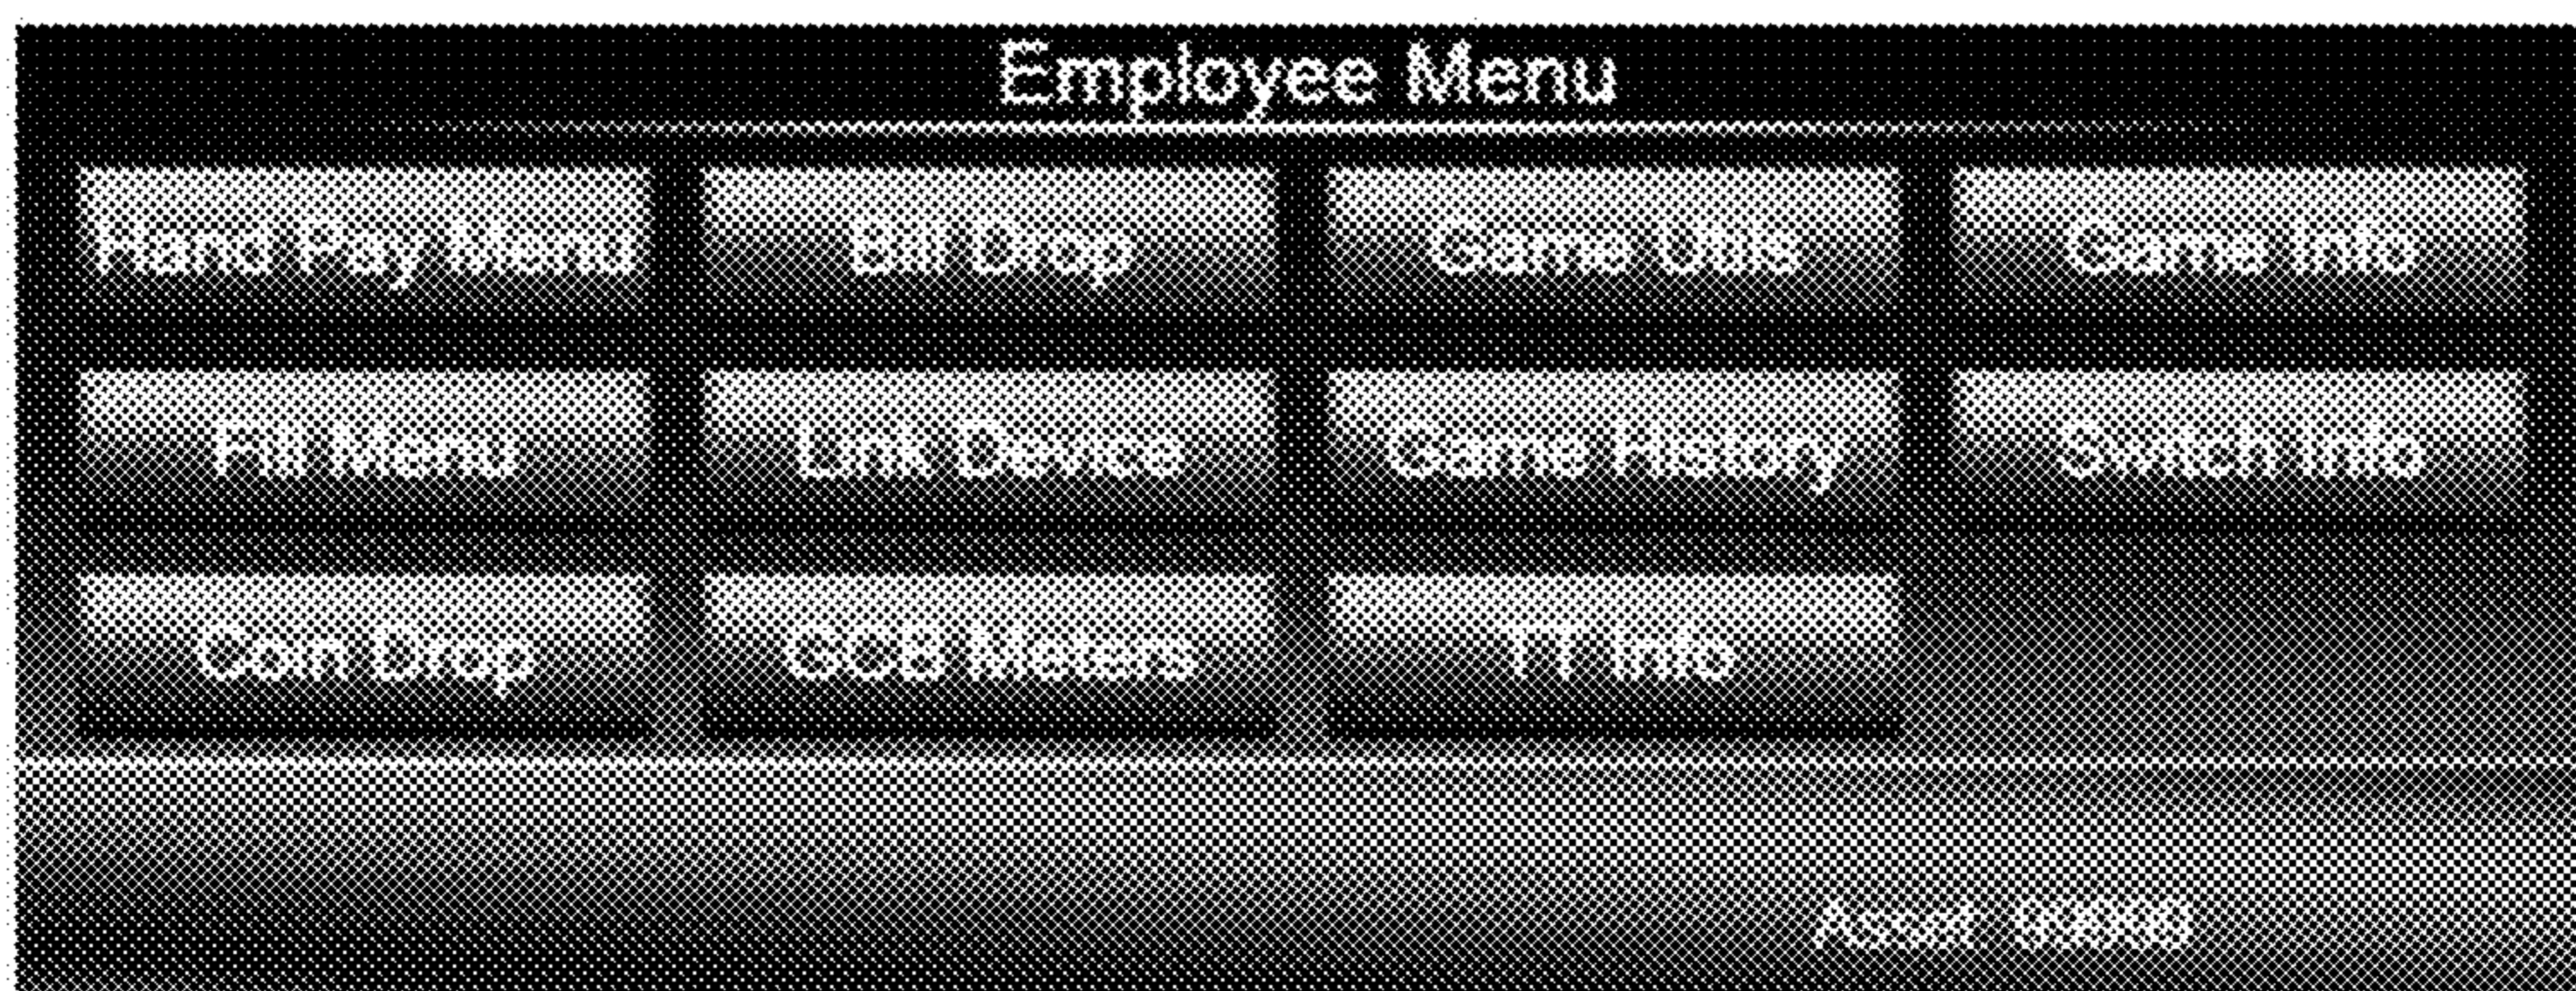 Employee Menu
Hand Pay Menu Bill Drop Game Utils Game Info
Fill Menu Link Device Game History Switch Info
Coin Drop GCB Meters TT Info
Asset